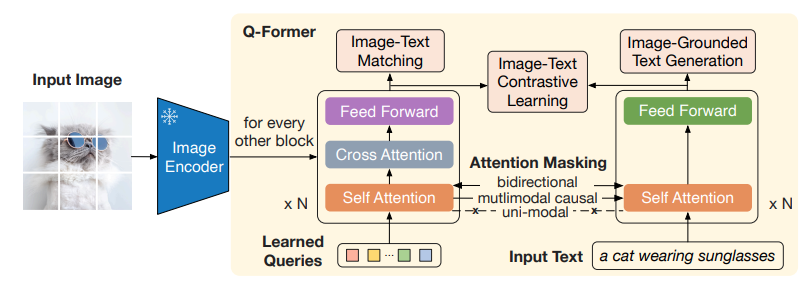 Q-Former
Image-Text
Matching
Image-Text
Contrastive
Learning
Image-Grounded
Text Generation
Input Image
Image
Encoder
for every
other block
Feed Forward
Cross Attention
Self Attention
x N
Attention Masking
bidirectional
mutlimodal causal
uni-modal
x
x
Feed Forward
Self Attention
x N
Learned
Queries
...
Input Text
a cat wearing sunglasses